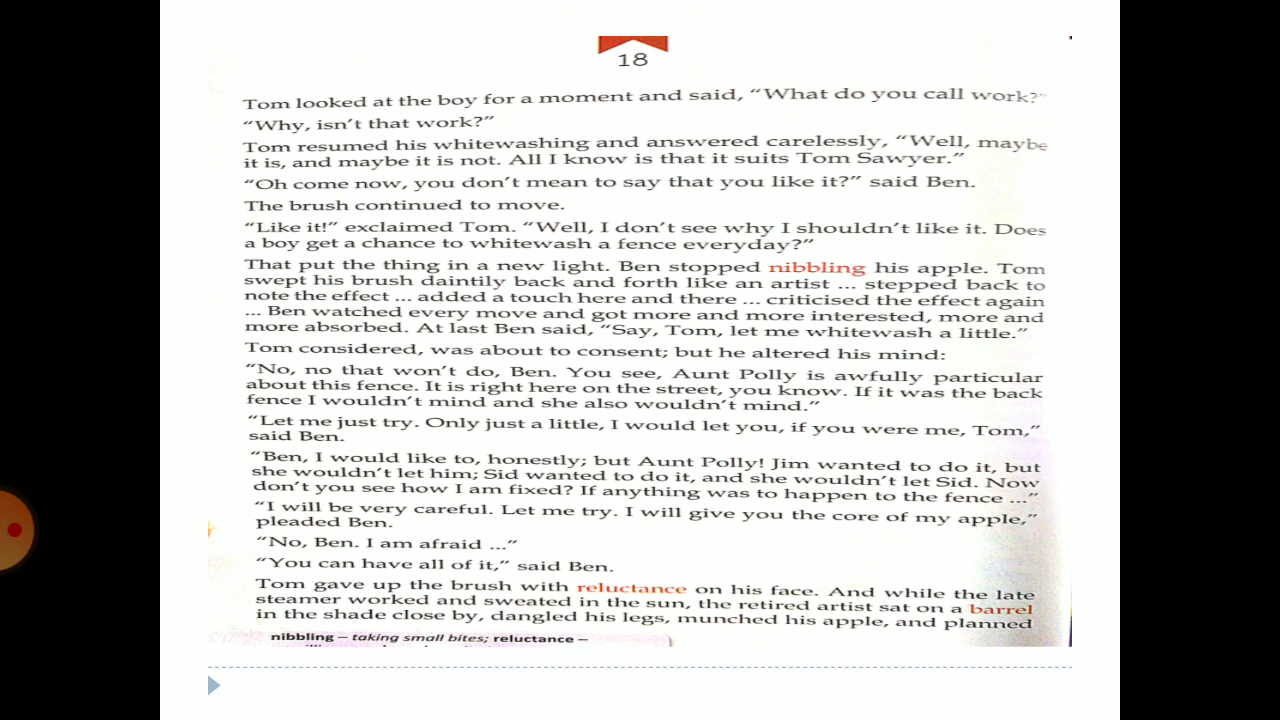 18
Tom looked at the boy for a moment and said, “What do you call work?”
“Why, isn’t that work?”
Tom resumed his whitewashing and answered carelessly, “Well, maybe
it is, and maybe it is not. All I know is that it suits Tom Sawyer.”
“Oh come now, you don’t mean to say that you like it?” said Ben.
The brush continued to move.
“Like it!” exclaimed Tom. “Well, I don’t see why I shouldn’t like it. Does
a boy get a chance to whitewash a fence everyday?”
That put the thing in a new light. Ben stopped nibbling his apple. Tom
swept his brush daintily back and forth like an artist ... stepped back to
note the effect ... added a touch here and there ... criticised the effect again
... Ben watched every move and got more and more interested, more and
more absorbed. At last Ben said, “Say, Tom, let me whitewash a little.”
Tom considered, was about to consent; but he altered his mind:
“No, no that won’t do, Ben. You see, Aunt Polly is awfully particular
about this fence. It is right here on the street, you know. If it was the back
fence I wouldn’t mind and she also wouldn’t mind.”
“Let me just try. Only just a little, I would let you, if you were me, Tom,”
said Ben.
“Ben, I would like to, honestly; but Aunt Polly! Jim wanted to do it, but
she wouldn’t let him; Sid wanted to do it, and she wouldn’t let Sid. Now
don’t you see how I am fixed? If anything was to happen to the fence ...”
“I will be very careful. Let me try. I will give you the core of my apple,”
pleaded Ben.
“No, Ben. I am afraid ...”
“You can have all of it,” said Ben.
Tom gave up the brush with reluctance on his face. And while the late
steamer worked and sweated in the sun, the retired artist sat on a barrel
in the shade close by, dangled his legs, munched his apple, and planned
nibbling – taking small bites; reluctance –